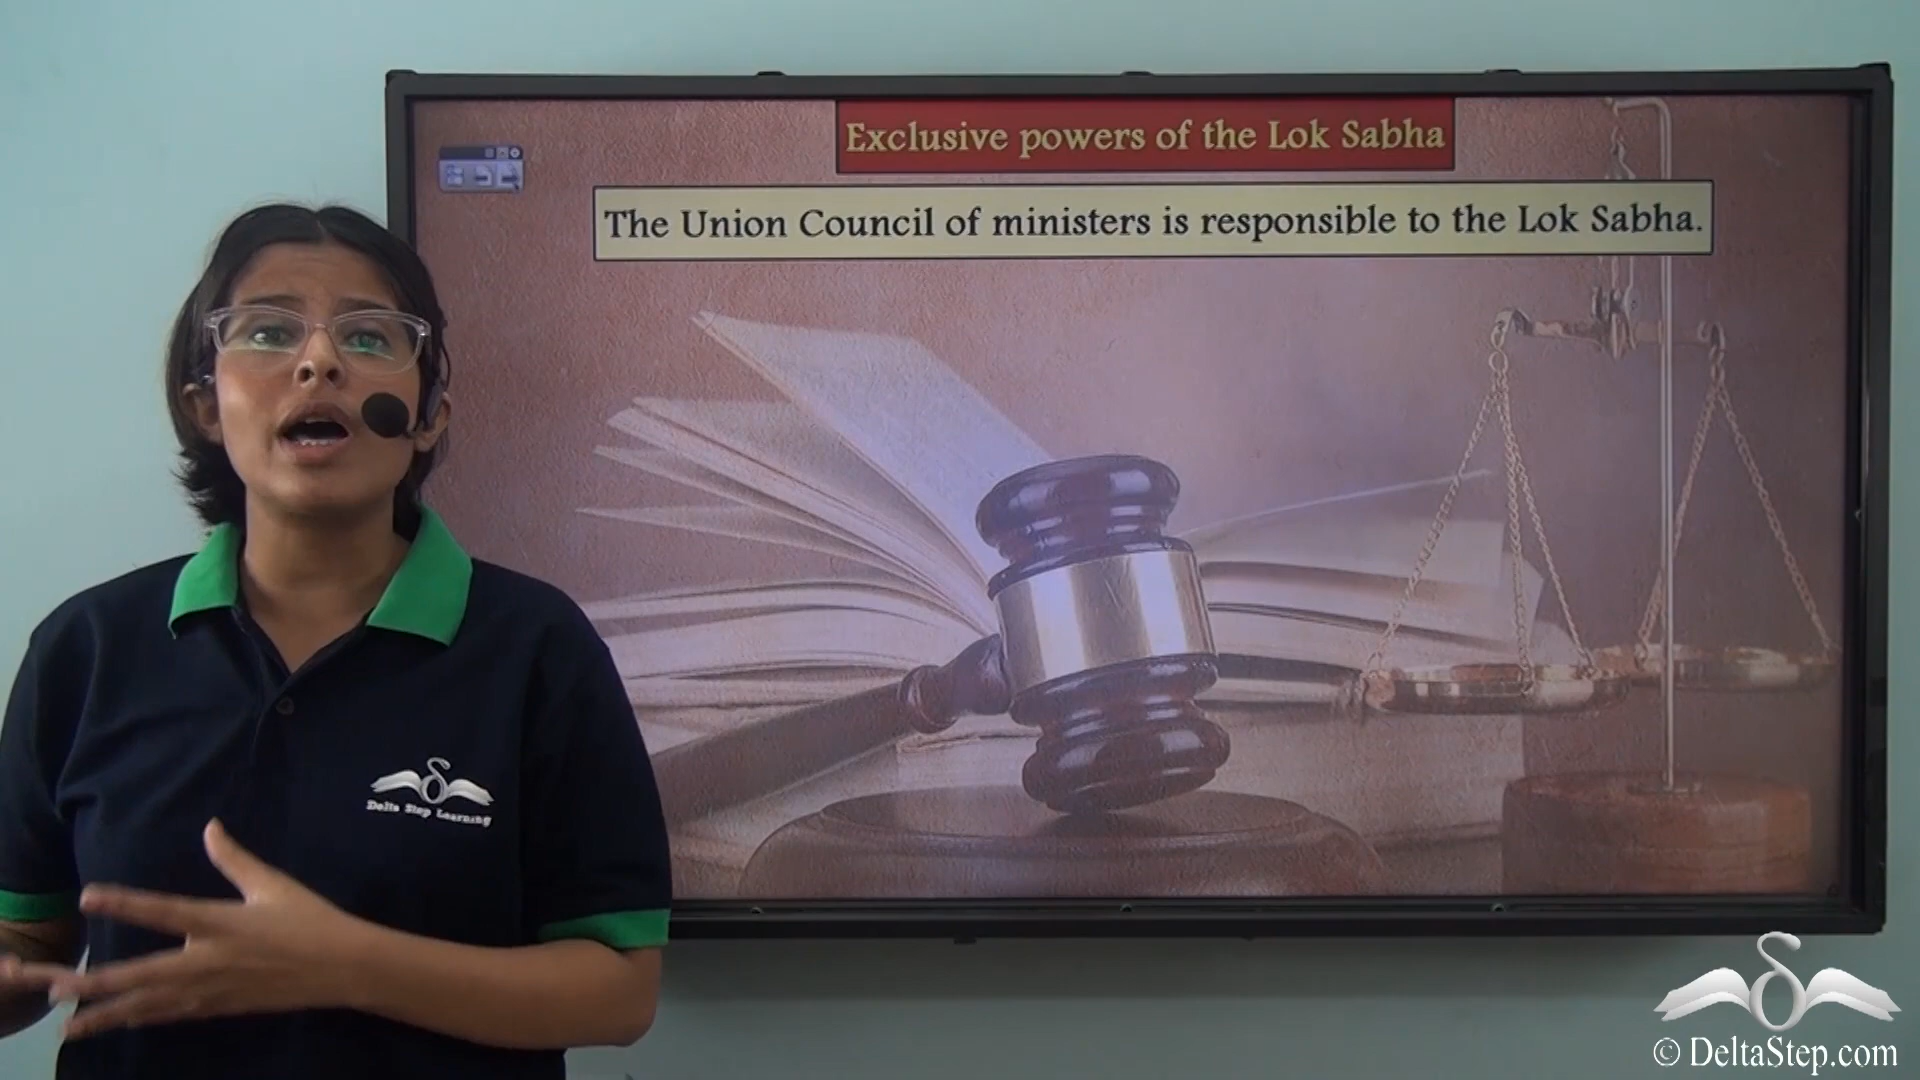 Exclusive powers of the Lok Sabha
The Union Council of ministers is responsible to the Lok Sabha.
Delta Step Learning
© DeltaStep.com